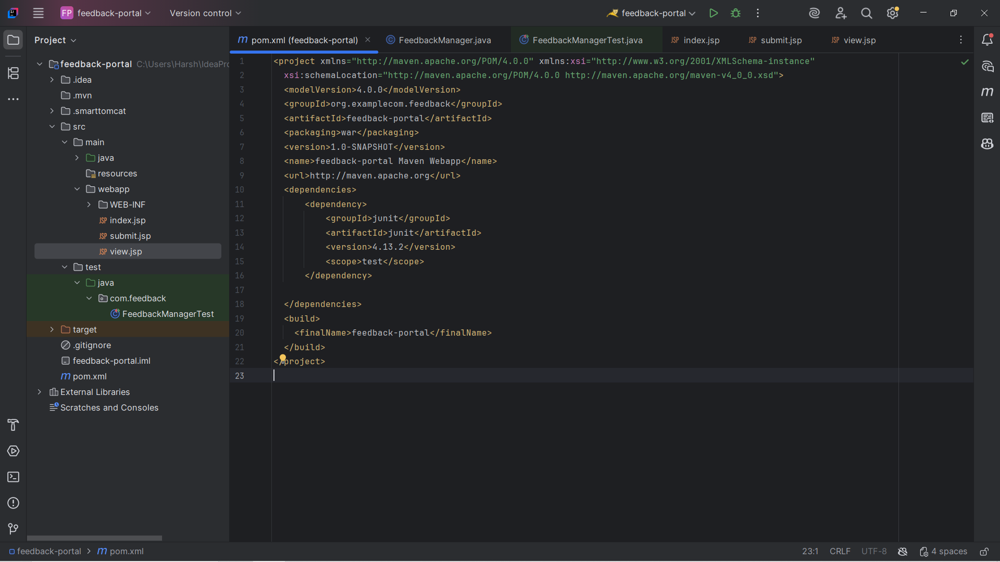 FP feedback-portal
Version control
feedback-portal
Project
pom.xml (feedback-portal)
FeedbackManager.java
FeedbackManagerTest.java
JSP index.jsp
JSP submit.jsp
JSP view.jsp
feedback-portal C:\Users\Harsh\IdeaPro
.idea
.mvn
.smarttomcat
src
main
java
resources
webapp
WEB-INF
JSP index.jsp
JSP submit.jsp
JSP view.jsp
test
java
com.feedback
FeedbackManagerTest
target
.gitignore
feedback-portal.iml
m pom.xml
External Libraries
Scratches and Consoles
1 <project xmlns="http://maven.apache.org/POM/4.0.0" xmlns:xsi="http://www.w3.org/2001/XMLSchema-instance"
2 xsi:schemaLocation="http://maven.apache.org/POM/4.0.0 http://maven.apache.org/maven-v4_0_0.xsd">
3 <modelVersion>4.0.0</modelVersion>
4 <groupId>org.examplecom.feedback</groupId>
5 <artifactId>feedback-portal</artifactId>
6 <packaging>war</packaging>
7 <version>1.0-SNAPSHOT</version>
8 <name>feedback-portal Maven Webapp</name>
9 <url>http://maven.apache.org</url>
10 <dependencies>
11 <dependency>
12 <groupId>junit</groupId>
13 <artifactId>junit</artifactId>
14 <version>4.13.2</version>
15 <scope>test</scope>
16 </dependency>
17
18 </dependencies>
19 <build>
20 <finalName>feedback-portal</finalName>
21 </build>
22 </project>
23
feedback-portal > m pom.xml
23:1 CRLF UTF-8 4 spaces